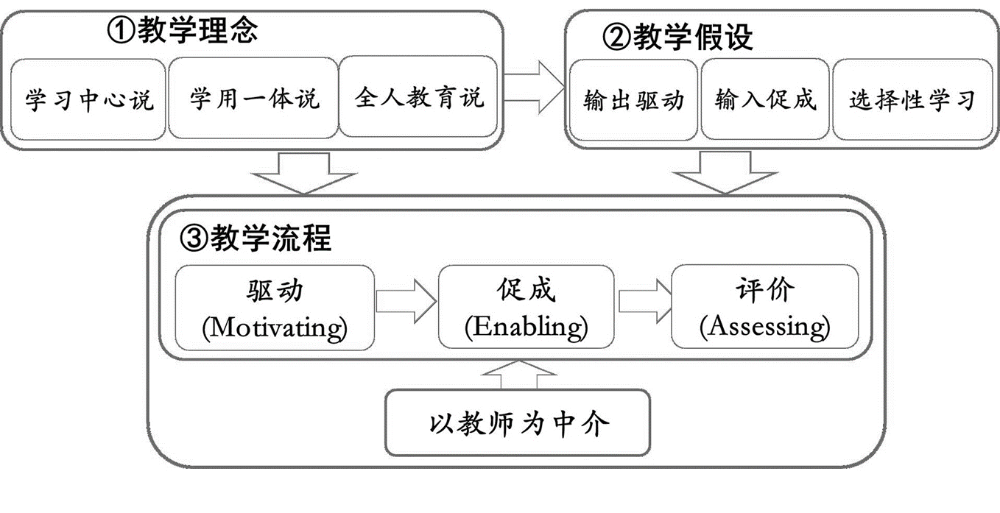 ①教学理念
学习中心说
学用一体说
全人教育说
②教学假设
输出驱动
输入促成
选择性学习
③教学流程
驱动
(Motivating)
促成
(Enabling)
评价
(Assessing)
以教师为中介